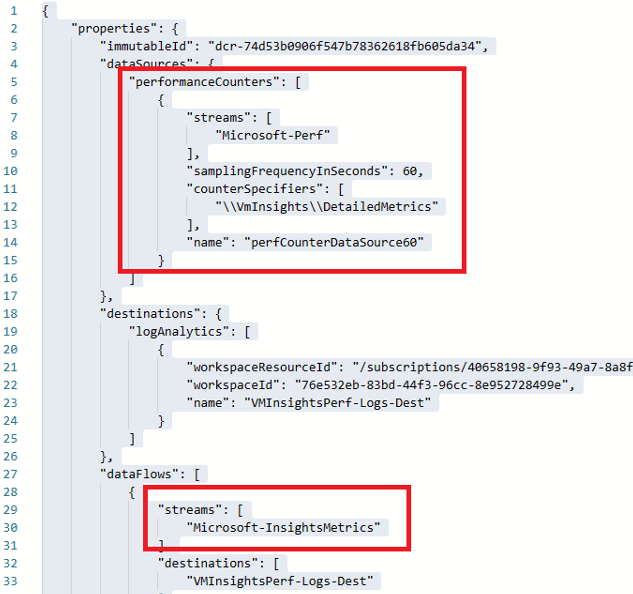 1 {
2 "properties": {
3 "immutableId": "dcr-74d53b0906f547b78362618fb605da34",
4 "dataSources": {
5 "performanceCounters": [
6 {
7 "streams": [
8 "Microsoft-Perf"
9 ],
10 "samplingFrequencyInSeconds": 60,
11 "counterSpecifiers": [
12 "\\VmInsights\\DetailedMetrics"
13 ],
14 "name": "perfCounterDataSource60"
15 }
16 ]
17 },
18 "destinations": {
19 "logAnalytics": [
20 {
21 "workspaceResourceId": "/subscriptions/40658198-9f93-49a7-8a8f
22 "workspaceId": "76e532eb-83bd-44f3-96cc-8e952728499e",
23 "name": "VMInsightsPerf-Logs-Dest"
24 }
25 ]
26 },
27 "dataFlows": [
28 {
29 "streams": [
30 "Microsoft-InsightsMetrics"
31 ]
32 "destinations": [
33 "VMInsightsPerf-Logs-Dest"